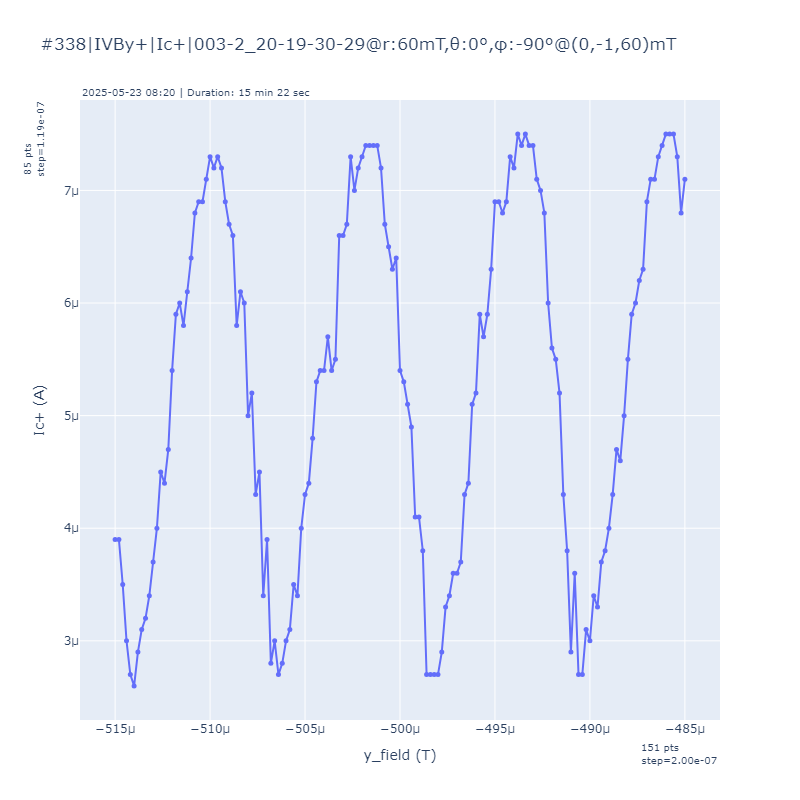 #338|IVBy+|Ic+|003-2_20-19-30-29@r:60mT,θ:0º,φ:-90º@(0,-1,60)mT
2025-05-23 08:20 | Duration: 15 min 22 sec
85 pts
step=1.19e-07
7μ
6μ
5μ
4μ
3μ
Ic+ (A)
−515μ
−510μ
−505μ
−500μ
−495μ
−490μ
−485μ
y_field (T)
151 pts
step=2.00e-07